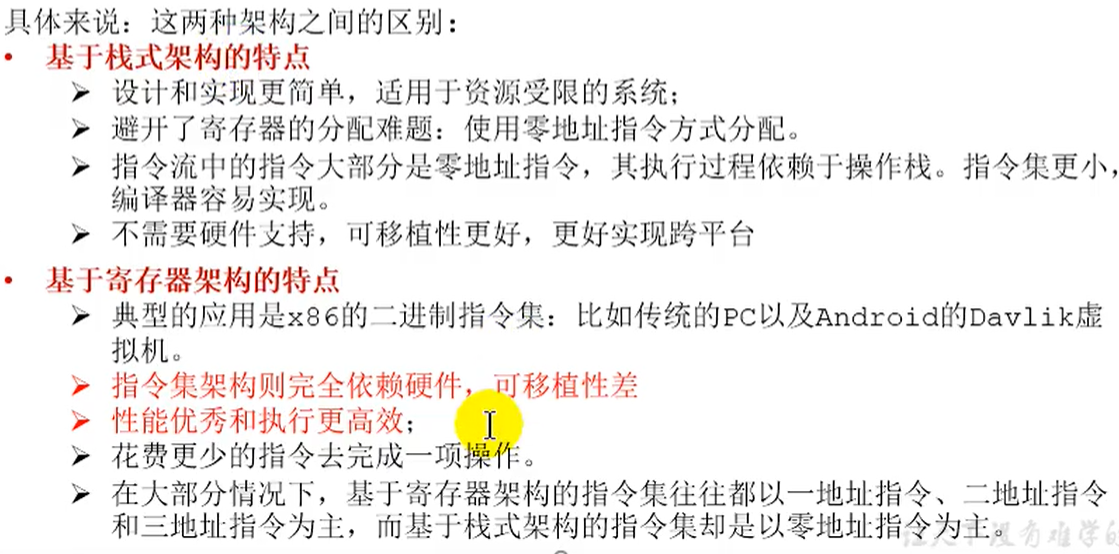 具体来说：这两种架构之间的区别：
• 基于栈式架构的特点
➢ 设计和实现更简单，适用于资源受限的系统；
➢ 避开了寄存器的分配难题：使用零地址指令方式分配。
➢ 指令流中的指令大部分是零地址指令，其执行过程依赖于操作栈。指令集更小，
编译器容易实现。
➢ 不需要硬件支持，可移植性更好，更好实现跨平台
• 基于寄存器架构的特点
➢ 典型的应用是x86的二进制指令集：比如传统的PC以及Android的Davlik虚
拟机。
➢ 指令集架构则完全依赖硬件，可移植性差
➢ 性能优秀和执行更高效；
➢ 花费更少的指令去完成一项操作。
➢ 在大部分情况下，基于寄存器架构的指令集往往都以一地址指令、二地址指令
和三地址指令为主，而基于栈式架构的指令集却是以零地址指令为主。
没有难学的